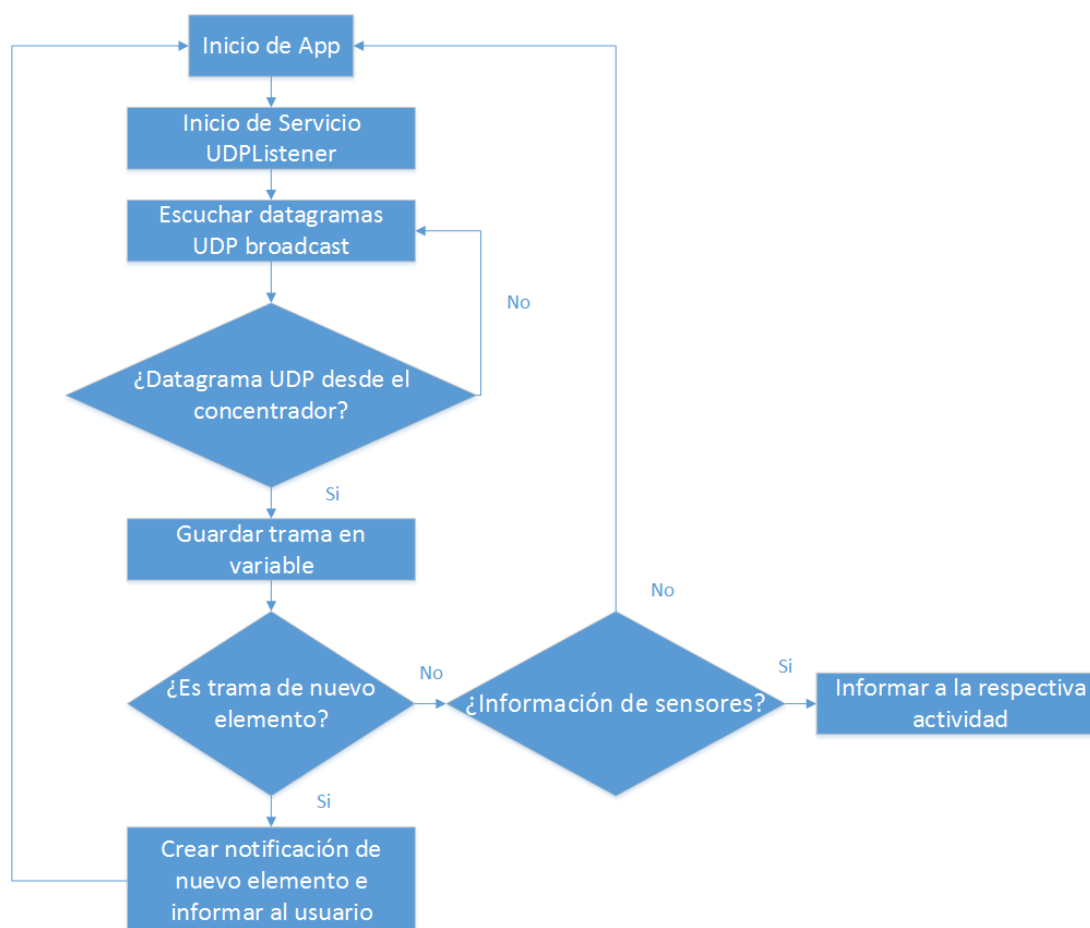 Inicio de App
Inicio de Servicio
UDPListener
Escuchar datagramas
UDP broadcast
No
¿Datagrama UDP desde el
concentrador?
Si
Guardar trama en
variable
¿Es trama de nuevo
elemento?
No
¿Información de sensores?
No
Si
Informar a la respectiva
actividad
Si
Crear notificación de
nuevo elemento e
informar al usuario